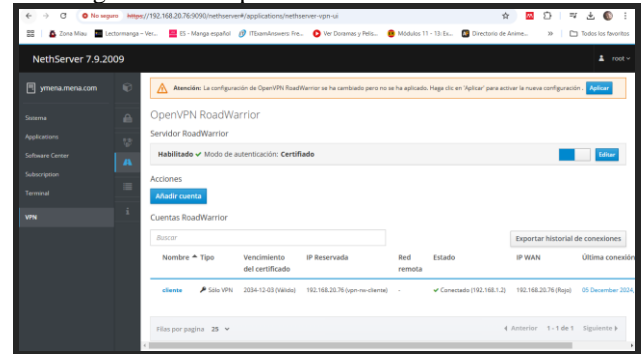 No seguro https://192.168.20.76:9090/nethserver#/applications/nethserver-vpn-ui
Zona Miau Lectormanga – Ver... ES - Manga español ITExamAnswers: Fre... Ver Doramas y Pelis... Módulos 11 - 13: Ex... Directorio de Anime... Todos los favoritos
NethServer 7.9.2009 root
ymena.mena.com
Atención: La configuración de OpenVPN RoadWarrior se ha cambiado pero no se ha aplicado. Haga clic en 'Aplicar' para activar la nueva configuración . Aplicar
Sistema
Applications
Software Center
Subscription
Terminal
VPN
OpenVPN RoadWarrior
Servidor RoadWarrior
Habilitado ✔ Modo de autenticación: Certifiado
Editar
Acciones
Añadir cuenta
Cuentas RoadWarrior
Buscar
Exportar historial de conexiones
Nombre Tipo Vencimiento del certificado IP Reservada Red remota Estado IP WAN Última conexión
cliente Sólo VPN 2034-12-03 (Válido) 192.168.20.76 (vpn-nv-cliente) - ✔ Conectado (192.168.1.2) 192.168.20.76 (Rojo) 05 December 2024,
Filas por pagina 25 Anterior 1 - 1 de 1 Siguiente